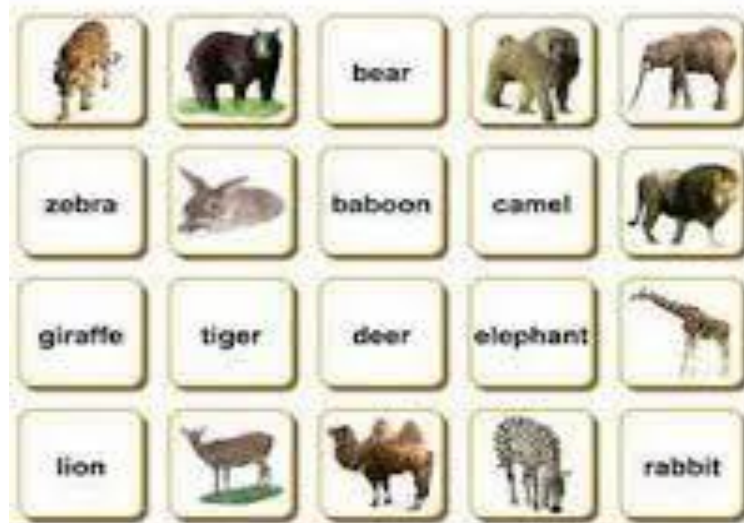 bear
zebra
baboon
camel
giraffe
tiger
deer
elephant
lion
rabbit